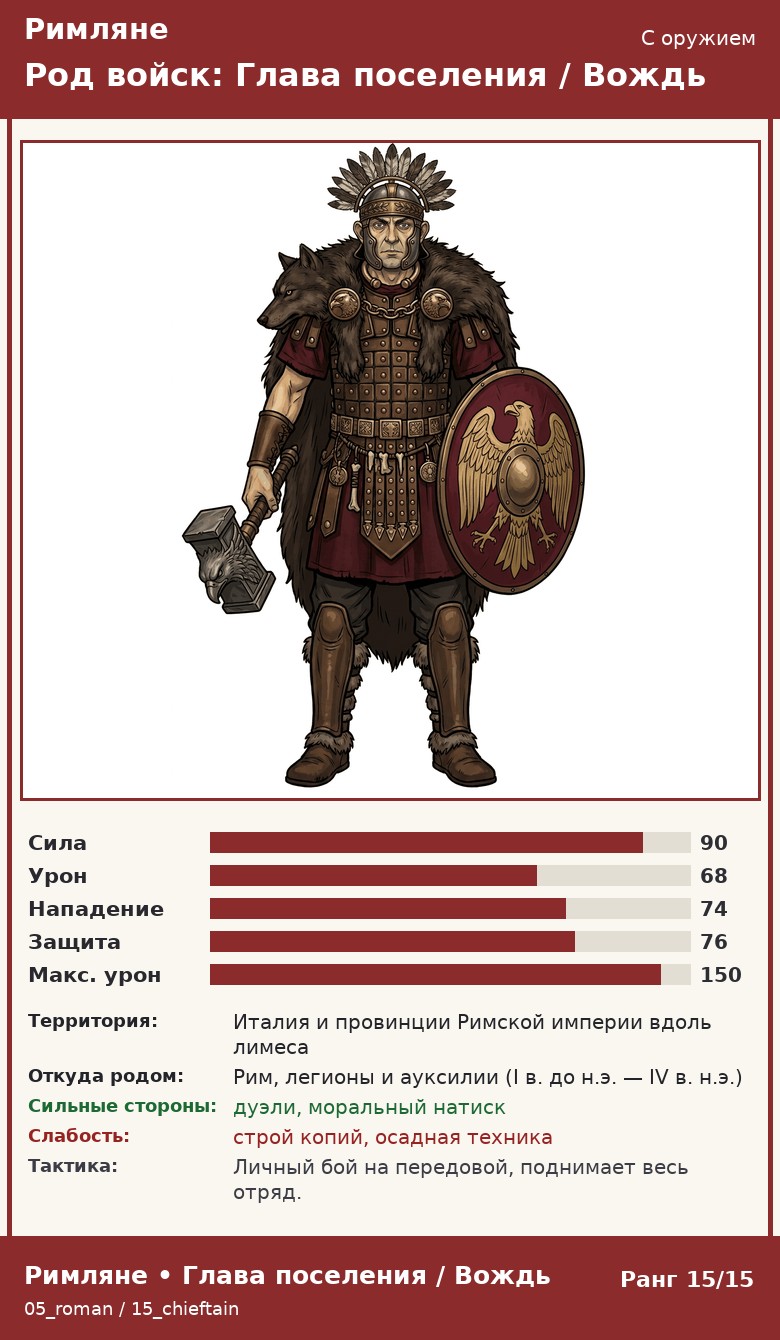 Римляне
С оружием
Род войск: Глава поселения / Вождь
Сила 90
Урон 68
Нападение 74
Защита 76
Макс. урон 150
Территория: Италия и провинции Римской империи вдоль
лимеса
Откуда родом: Рим, легионы и ауксилии (I в. до н.э. — IV в. н.э.)
Сильные стороны: дуэли, моральный натиск
Слабость: строй копий, осадная техника
Тактика: Личный бой на передовой, поднимает весь
отряд.
Римляне • Глава поселения / Вождь
Ранг 15/15
05_roman / 15_chieftain